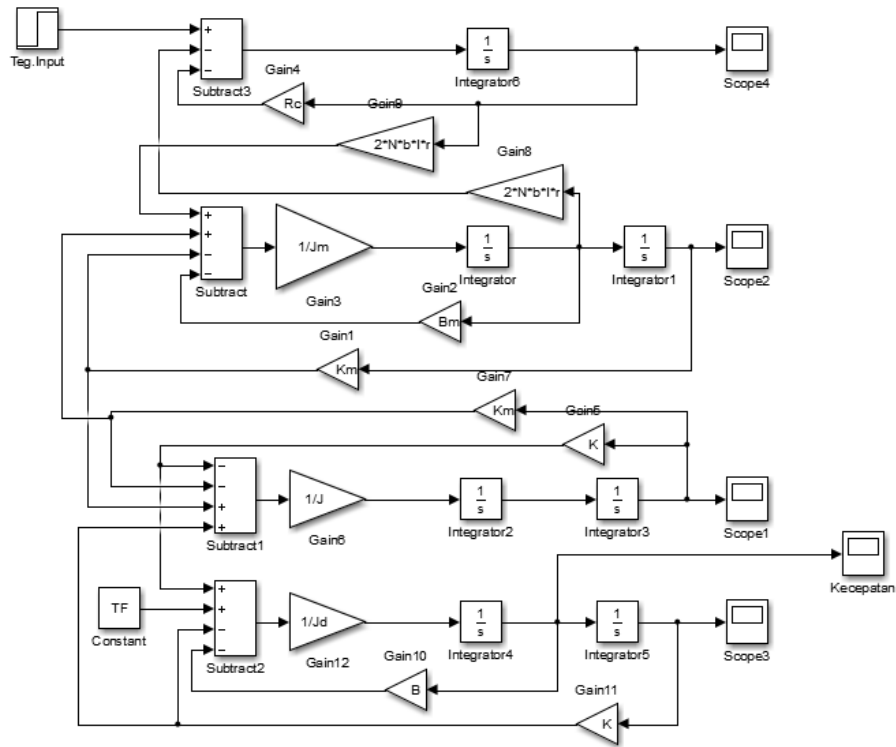 Teg.Input
+
−
−
Subtract3
Gain4
Rc
Gain9
2*N*b*l*r
1
s
Integrator6
Scope4
Gain8
2*N*b*l*r
+
+
−
−
Subtract
1/Jm
Gain3
1
s
Integrator
1
s
Integrator1
Scope2
Gain2
Bm
Gain1
Km
Gain7
Km
Gain5
K
−
−
+
+
Subtract1
1/J
Gain6
1
s
Integrator2
1
s
Integrator3
Scope1
Kecepatan
TF
Constant
+
+
−
−
Subtract2
1/Jd
Gain12
1
s
Integrator4
1
s
Integrator5
Scope3
Gain10
B
Gain11
K